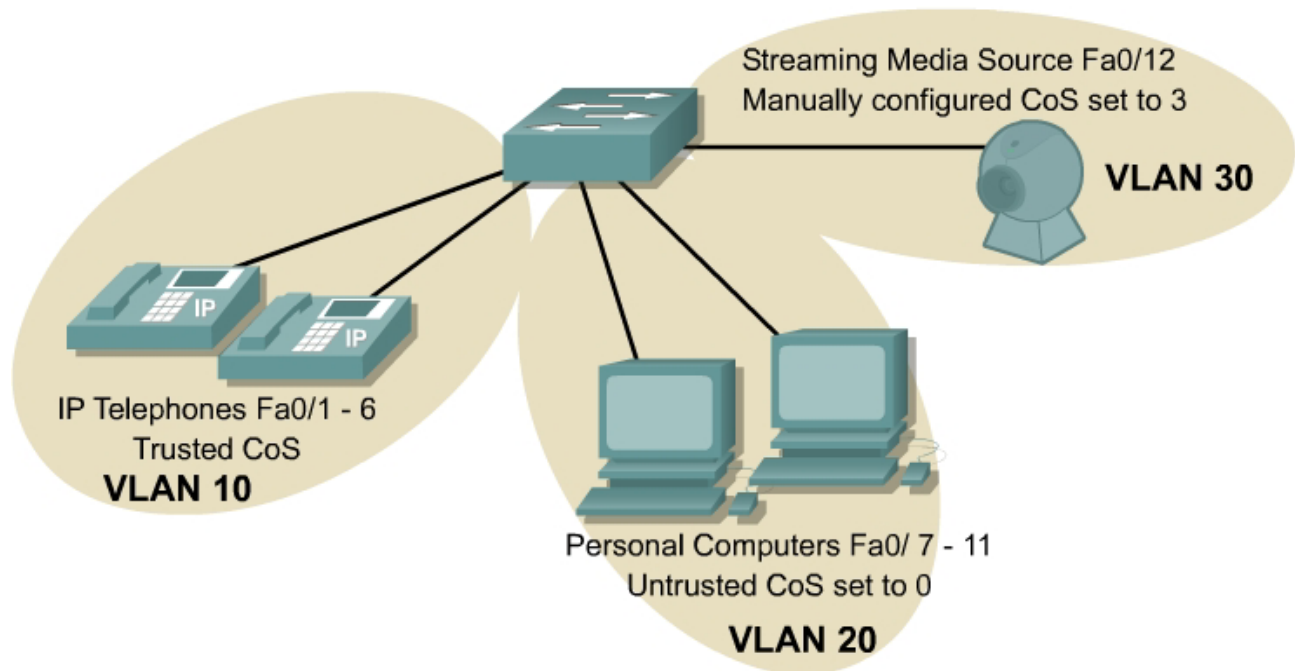 Streaming Media Source Fa0/12
Manually configured CoS set to 3
VLAN 30
IP
IP
IP Telephones Fa0/1 - 6
Trusted CoS
VLAN 10
Personal Computers Fa0/ 7 - 11
Untrusted CoS set to 0
VLAN 20